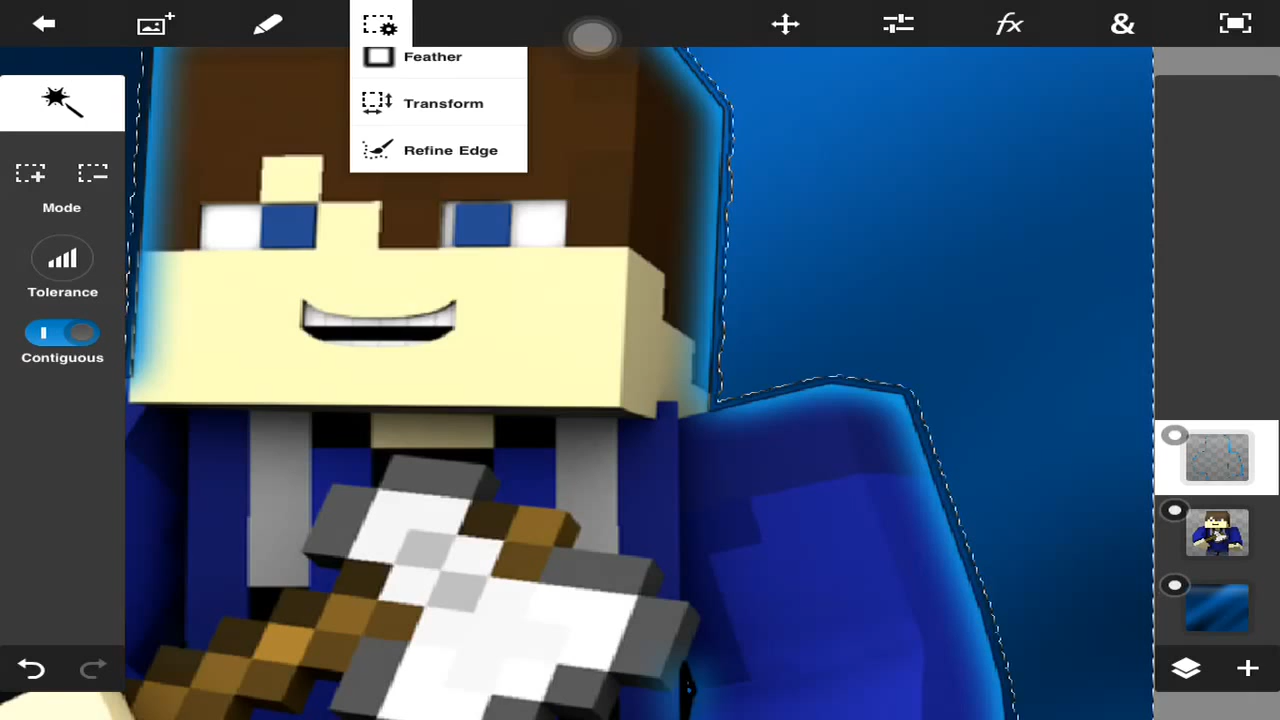 fx
&
Feather
Transform
Refine Edge
Mode
Tolerance
Contiguous